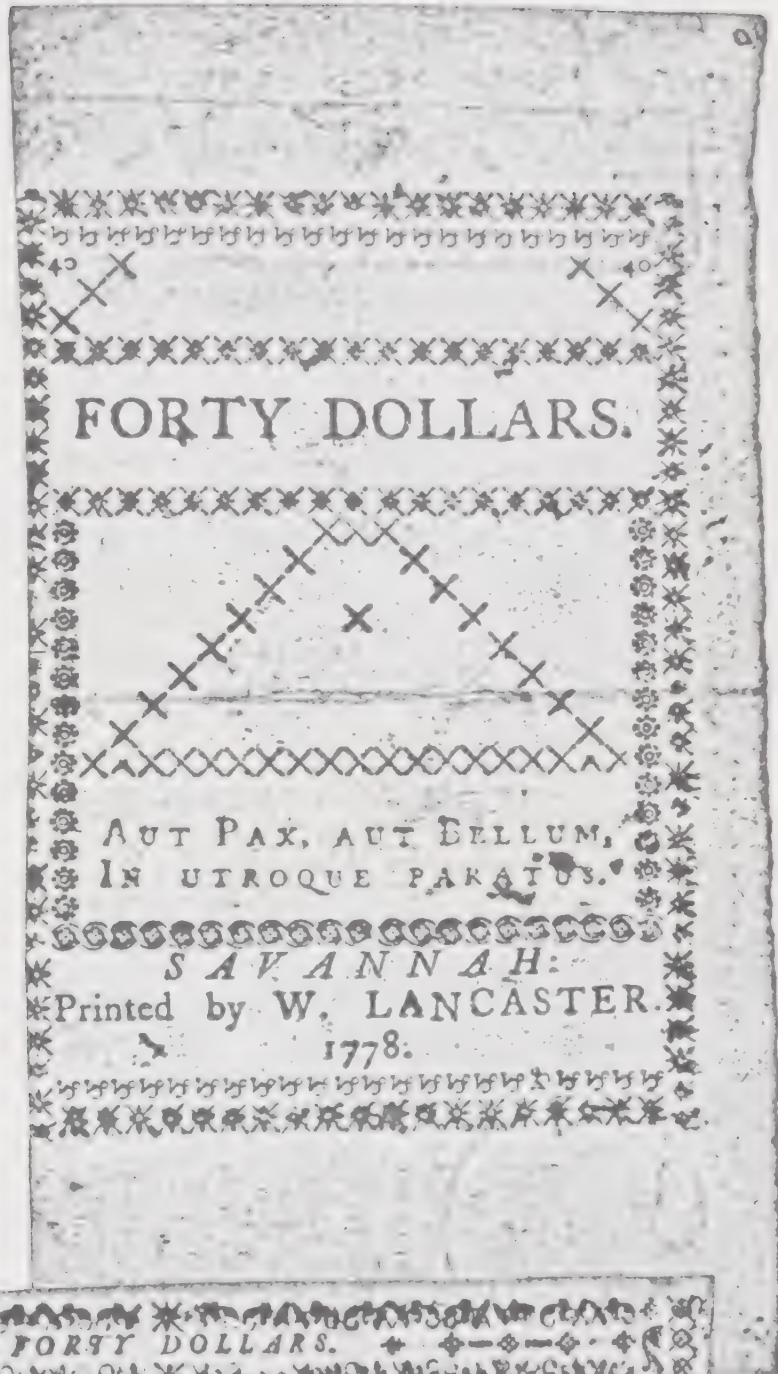 40 40
FORTY DOLLARS.
AUT PAX, AUT BELLUM,
IN UTROQUE PARATUS.
SAVANNAH:
Printed by W. LANCASTER.
1778.
FORTY DOLLARS.